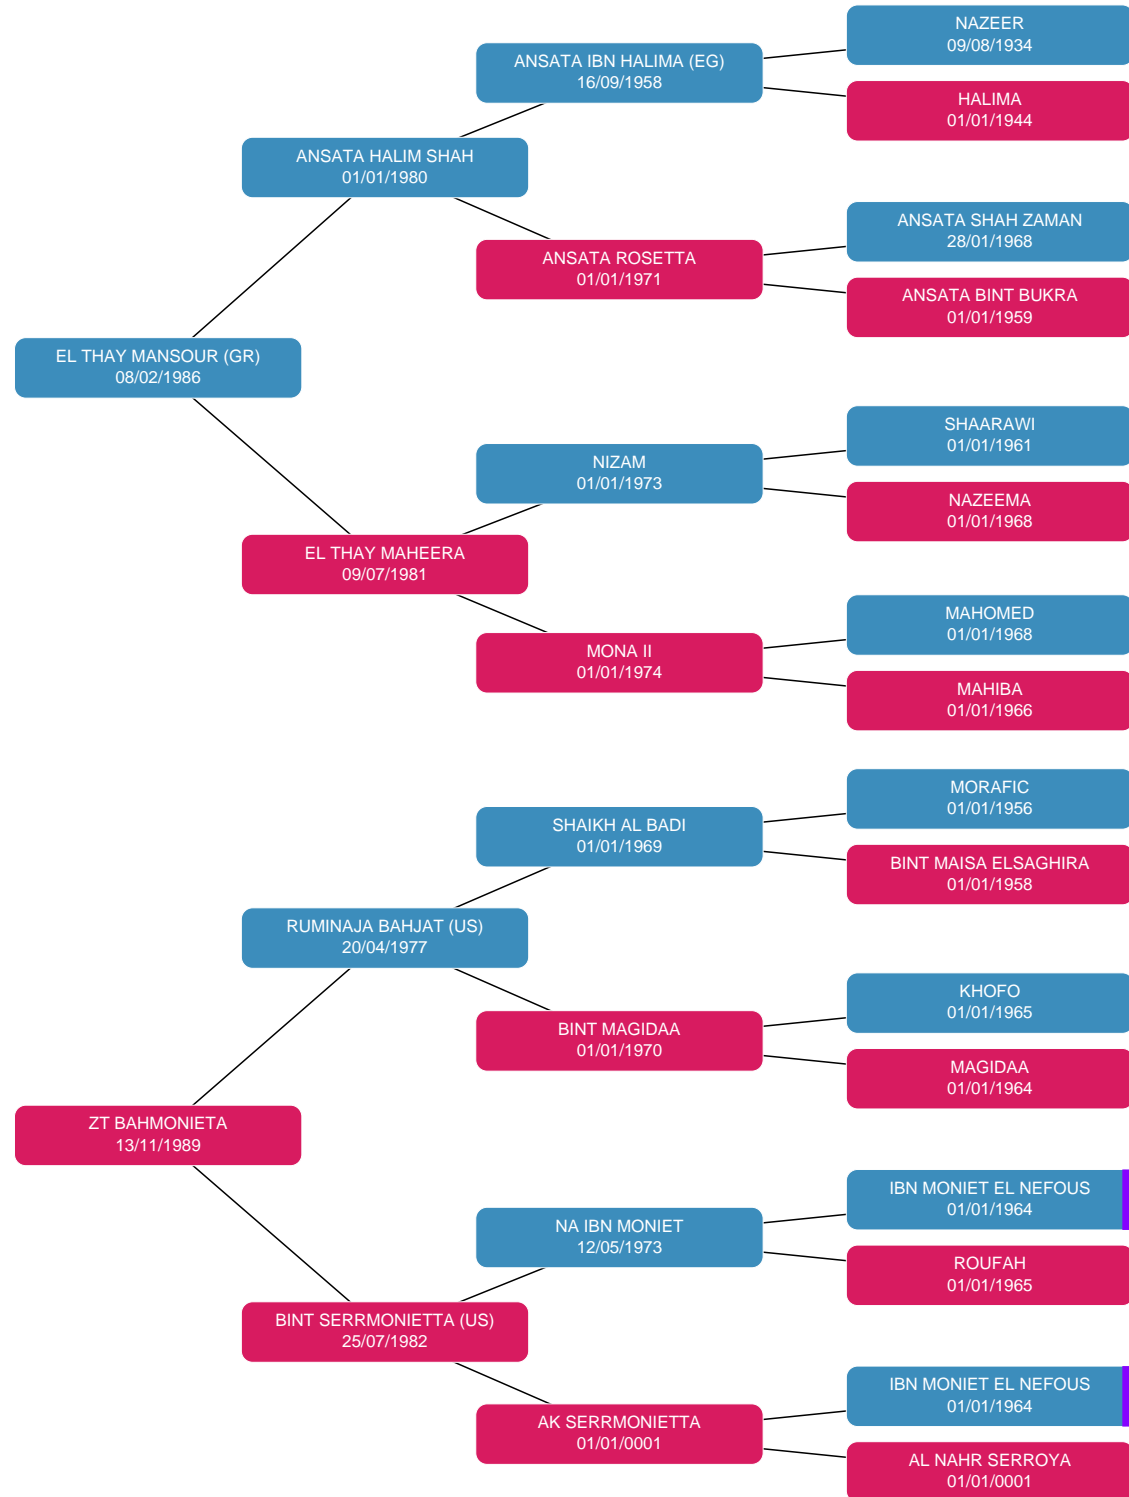 NAZEER
09/08/1934
ANSATA IBN HALIMA (EG)
16/09/1958
HALIMA
01/01/1944
ANSATA HALIM SHAH
01/01/1980
ANSATA SHAH ZAMAN
28/01/1968
ANSATA ROSETTA
01/01/1971
ANSATA BINT BUKRA
01/01/1959
EL THAY MANSOUR (GR)
08/02/1986
SHAARAWI
01/01/1961
NIZAM
01/01/1973
NAZEEMA
01/01/1968
EL THAY MAHEERA
09/07/1981
MAHOMED
01/01/1968
MONA II
01/01/1974
MAHIBA
01/01/1966
MORAFIC
01/01/1956
SHAIKH AL BADI
01/01/1969
BINT MAISA ELSAGHIRA
01/01/1958
RUMINAJA BAHJAT (US)
20/04/1977
KHOFO
01/01/1965
BINT MAGIDAA
01/01/1970
MAGIDAA
01/01/1964
ZT BAHMONIETA
13/11/1989
IBN MONIET EL NEFOUS
01/01/1964
NA IBN MONIET
12/05/1973
ROUFAH
01/01/1965
BINT SERRMONIETTA (US)
25/07/1982
IBN MONIET EL NEFOUS
01/01/1964
AK SERRMONIETTA
01/01/0001
AL NAHR SERROYA
01/01/0001